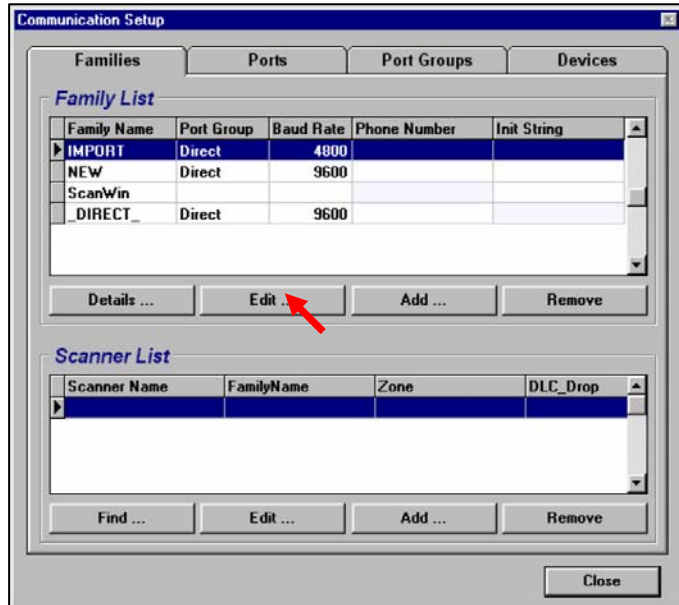 Communication Setup
Families Ports Port Groups Devices
Family List
Family Name Port Group Baud Rate Phone Number Init String
IMPORT Direct 4800
NEW Direct 9600
ScanWin
_DIRECT_ Direct 9600
Details ... Edit ... Add ... Remove
Scanner List
Scanner Name FamilyName Zone DLC_Drop
Find ... Edit ... Add ... Remove
Close